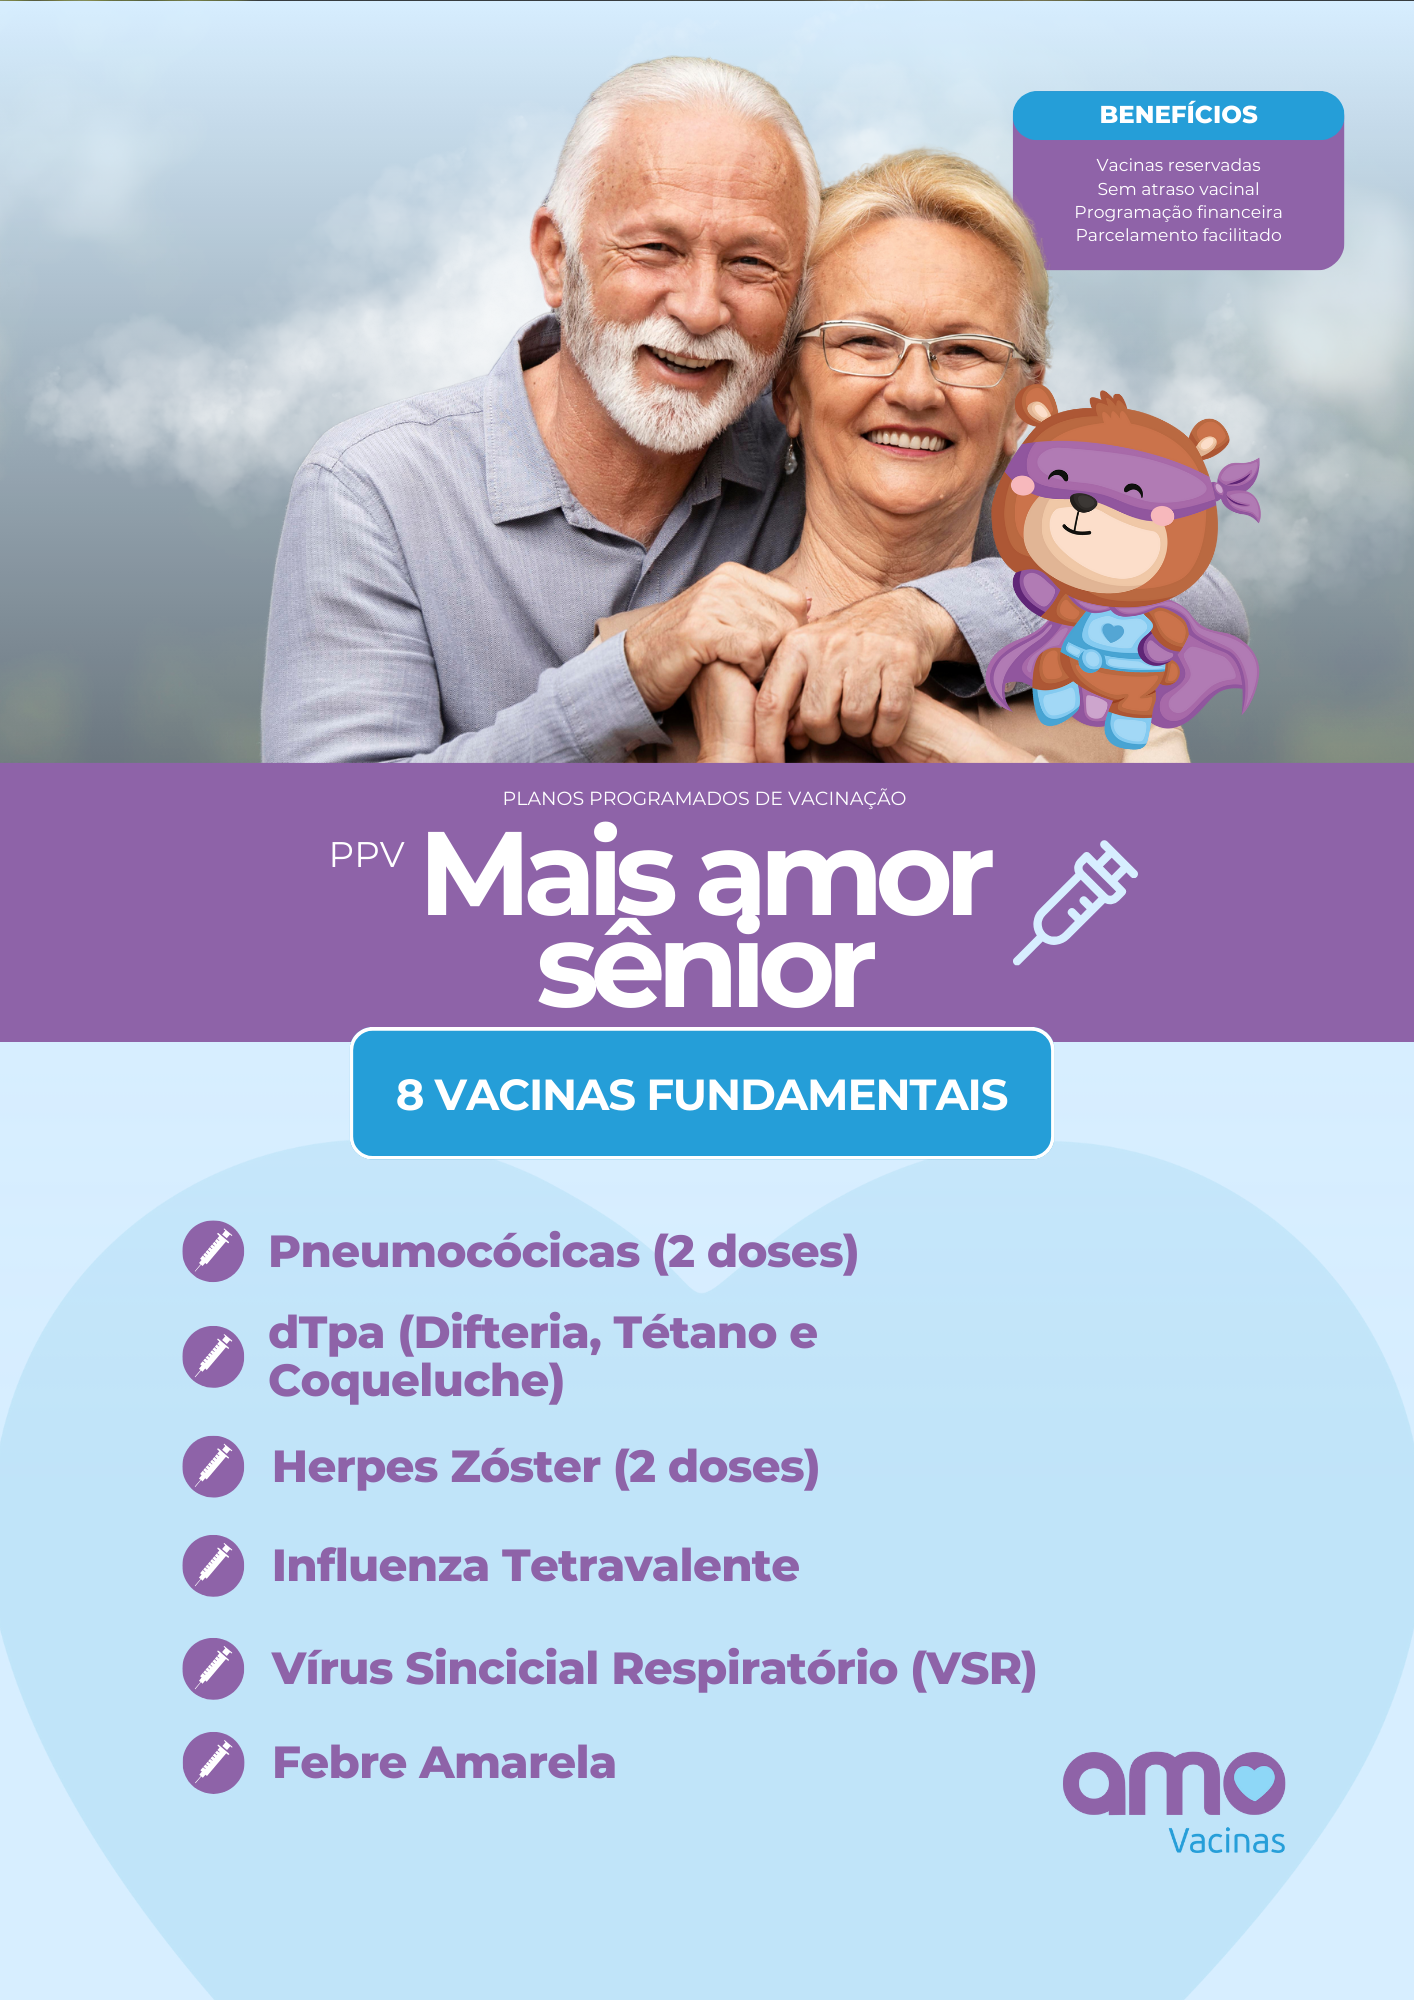 BENEFÍCIOS
Vacinas reservadas
Sem atraso vacinal
Programação financeira
Parcelamento facilitado
PLANOS PROGRAMADOS DE VACINAÇÃO
PPV Mais amor
sênior
8 VACINAS FUNDAMENTAIS
Pneumocócicas (2 doses)
dTpa (Difteria, Tétano e
Coqueluche)
Herpes Zóster (2 doses)
Influenza Tetravalente
Vírus Sincicial Respiratório (VSR)
Febre Amarela
amo
Vacinas